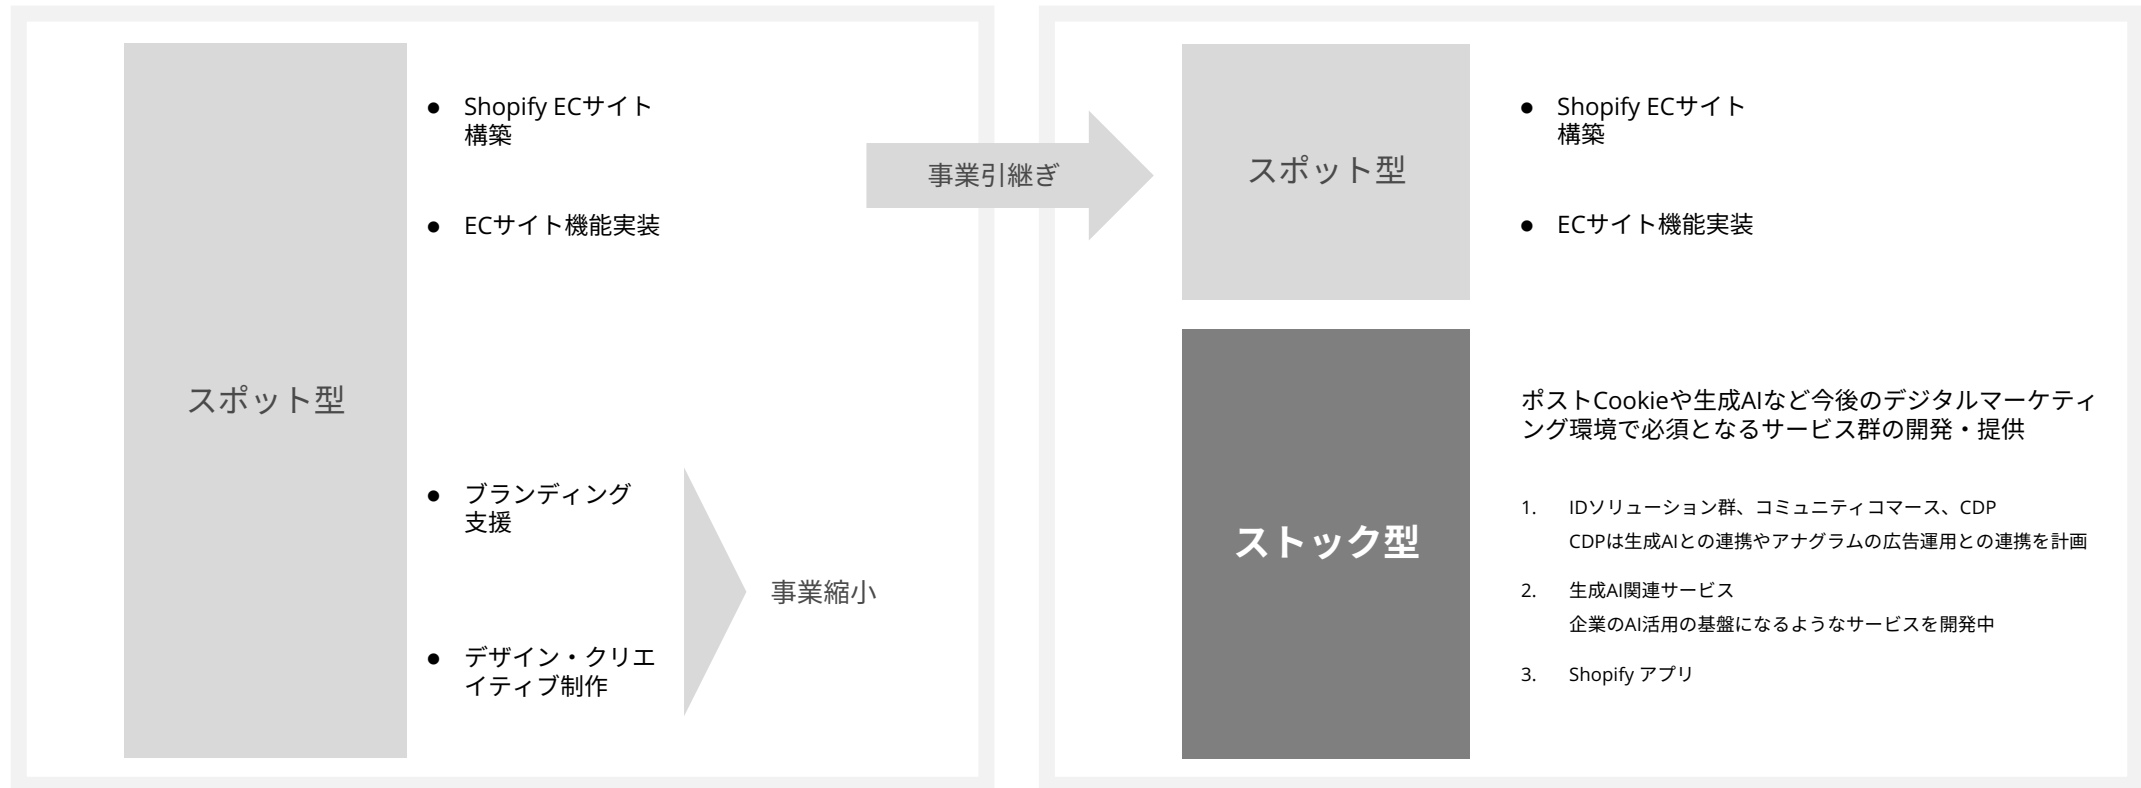 スポット型
● Shopify ECサイト
構築
● ECサイト機能実装
● ブランディング
支援
● デザイン・クリエ
イティブ制作
事業縮小
事業引継ぎ
スポット型
● Shopify ECサイト
構築
● ECサイト機能実装
ストック型
ポストCookieや生成AIなど今後のデジタルマーケティ
ング環境で必須となるサービス群の開発・提供
1. IDソリューション群、コミュニティコマース、CDP
CDPは生成AIとの連携やアナグラムの広告運用との連携を計画
2. 生成AI関連サービス
企業のAI活用の基盤になるようなサービスを開発中
3. Shopify アプリ